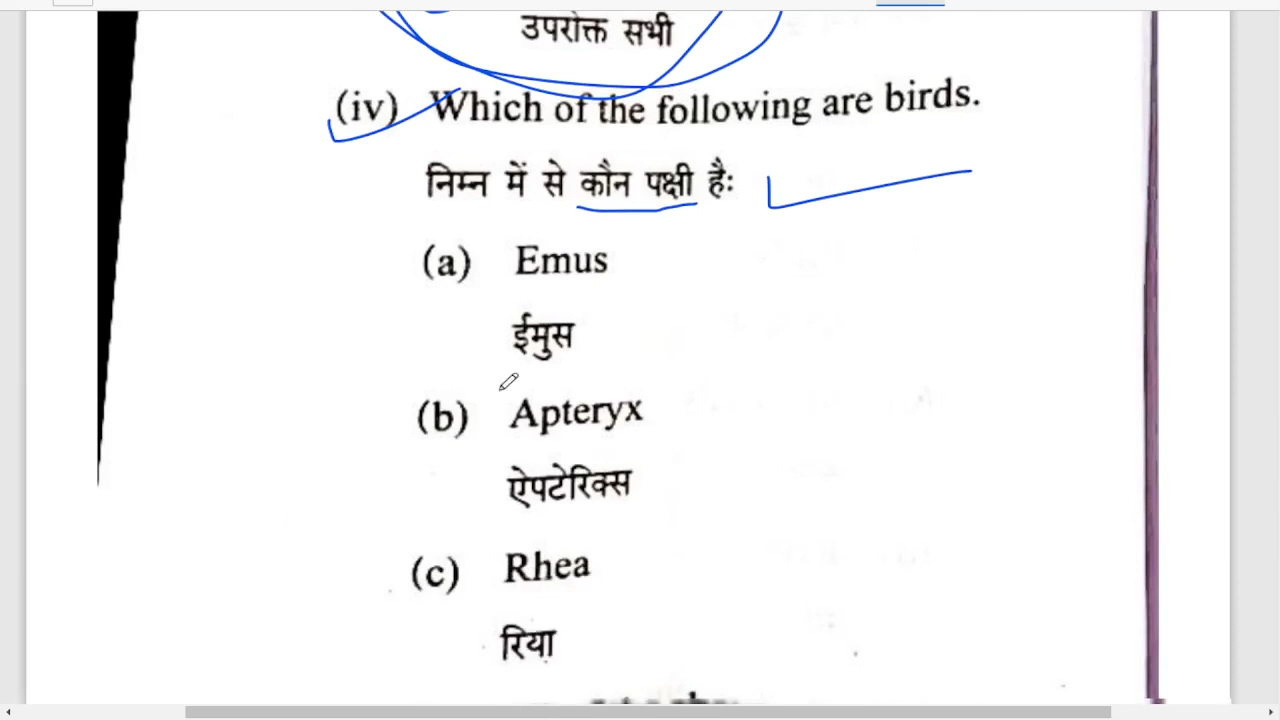 उपरोक्त सभी
(iv) Which of the following are birds.
निम्न में से कौन पक्षी हैः
(a) Emus
ईमुस
(b) Apteryx
ऐपटेरिक्स
(c) Rhea
रिया